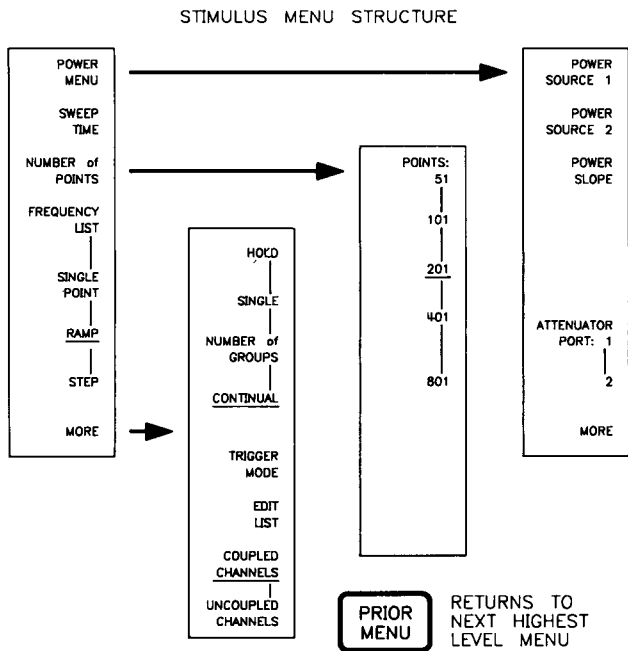 STIMULUS MENU STRUCTURE
POWER
MENU
SWEEP
TIME
NUMBER of
POINTS
FREQUENCY
LIST
SINGLE
POINT
RAMP
STEP
MORE
HOLD
SINGLE
NUMBER of
GROUPS
CONTINUAL
TRIGGER
MODE
EDIT
LIST
COUPLED
CHANNELS
UNCOUPLED
CHANNELS
POINTS:
51
101
201
401
801
POWER
SOURCE 1
POWER
SOURCE 2
POWER
SLOPE
ATTENUATOR
PORT: 1
2
MORE
PRIOR
MENU
RETURNS TO
NEXT HIGHEST
LEVEL MENU